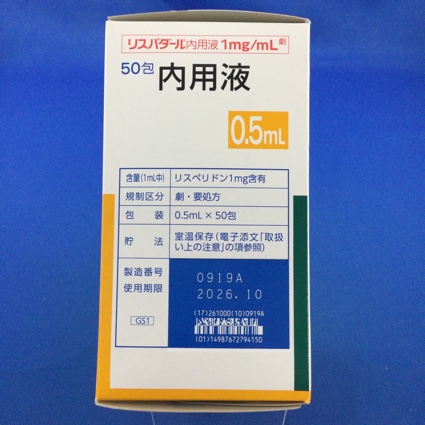 リスパダール内用液1mg/mL 劇
50包 内用液
0.5mL
含量(1mL中) リスペリドン1mg含有
規制区分 劇・要処方
包装 0.5mL×50包
貯法 室温保存(電子添文「取扱
い上の注意」の項参照)
製造番号 0919A
使用期限 2026.10
GS1
(17)261000(10)0919A
(01)14987672794150